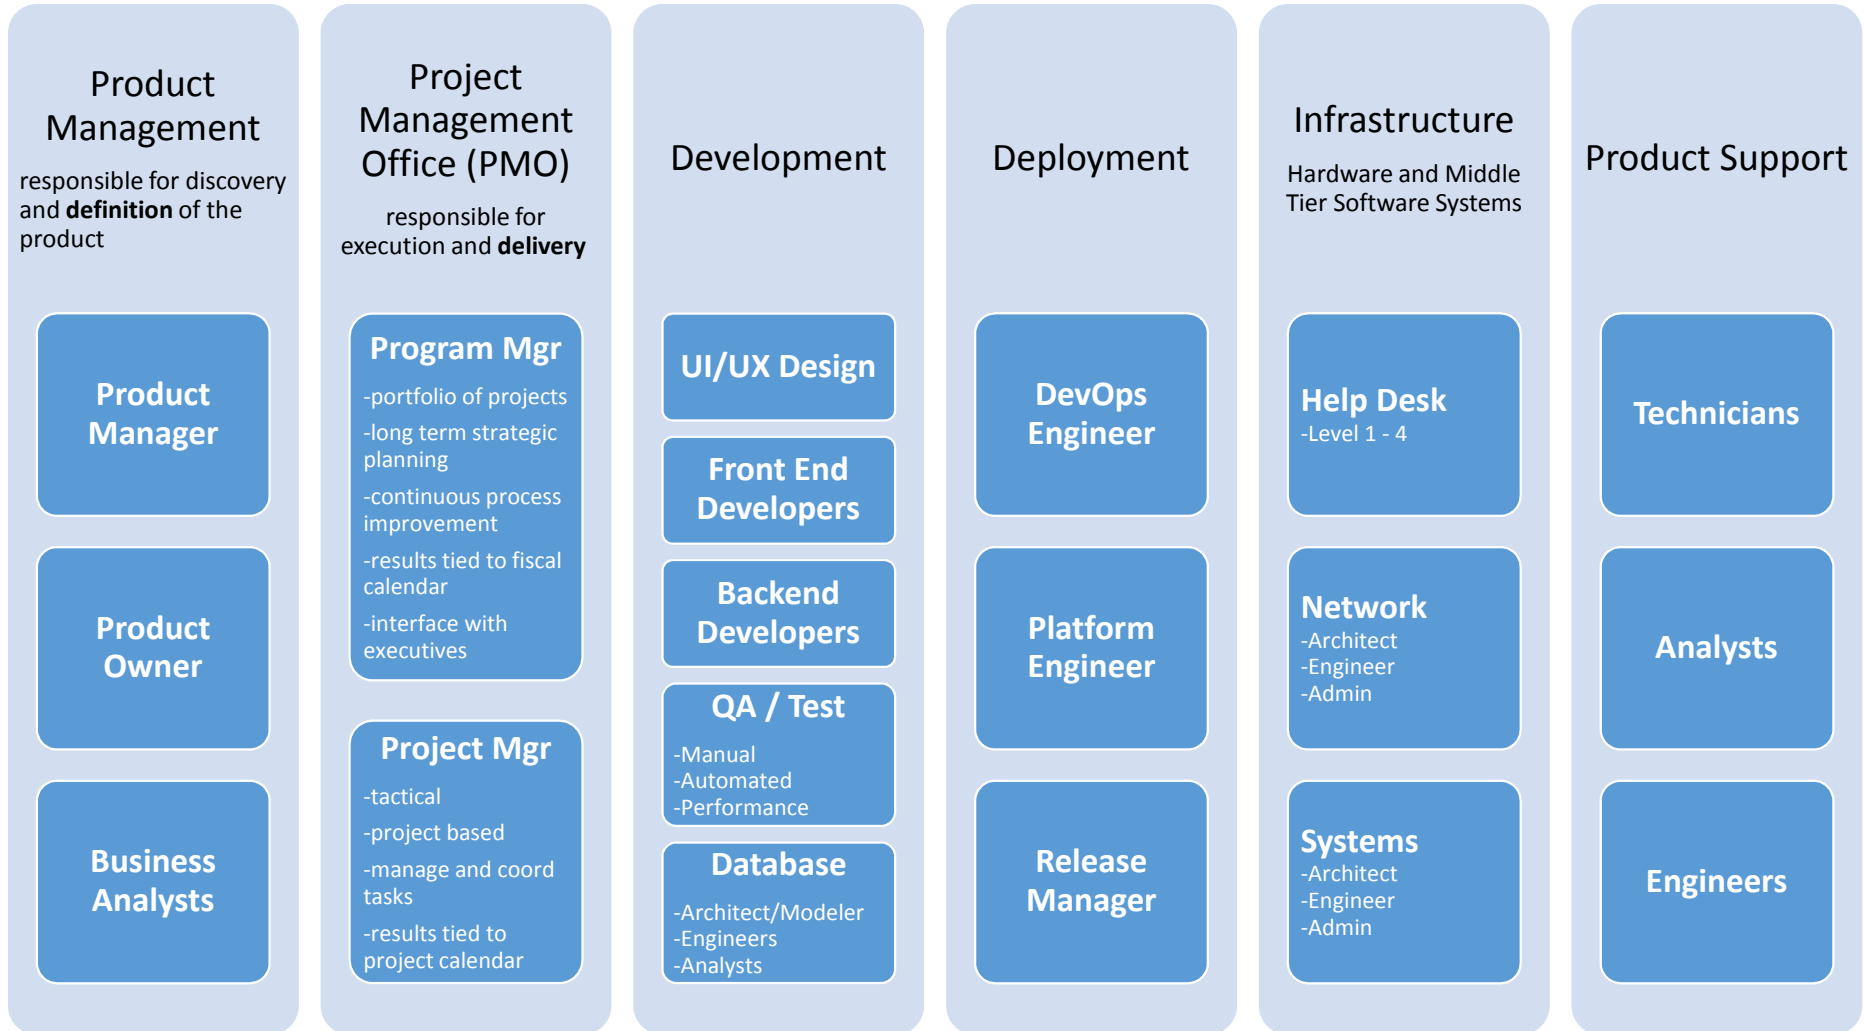 Product
Management
responsible for discovery
and definition of the
product
Product
Manager
Product
Owner
Business
Analysts
Project
Management
Office (PMO)
responsible for
execution and delivery
Program Mgr
-portfolio of projects
-long term strategic
planning
-continuous process
improvement
-results tied to fiscal
calendar
-interface with
executives
Project Mgr
-tactical
-project based
-manage and coord
tasks
-results tied to
project calendar
Development
UI/UX Design
Front End
Developers
Backend
Developers
QA / Test
-Manual
-Automated
-Performance
Database
-Architect/Modeler
-Engineers
-Analysts
Deployment
DevOps
Engineer
Platform
Engineer
Release
Manager
Infrastructure
Hardware and Middle
Tier Software Systems
Help Desk
-Level 1 - 4
Network
-Architect
-Engineer
-Admin
Systems
-Architect
-Engineer
-Admin
Product Support
Technicians
Analysts
Engineers